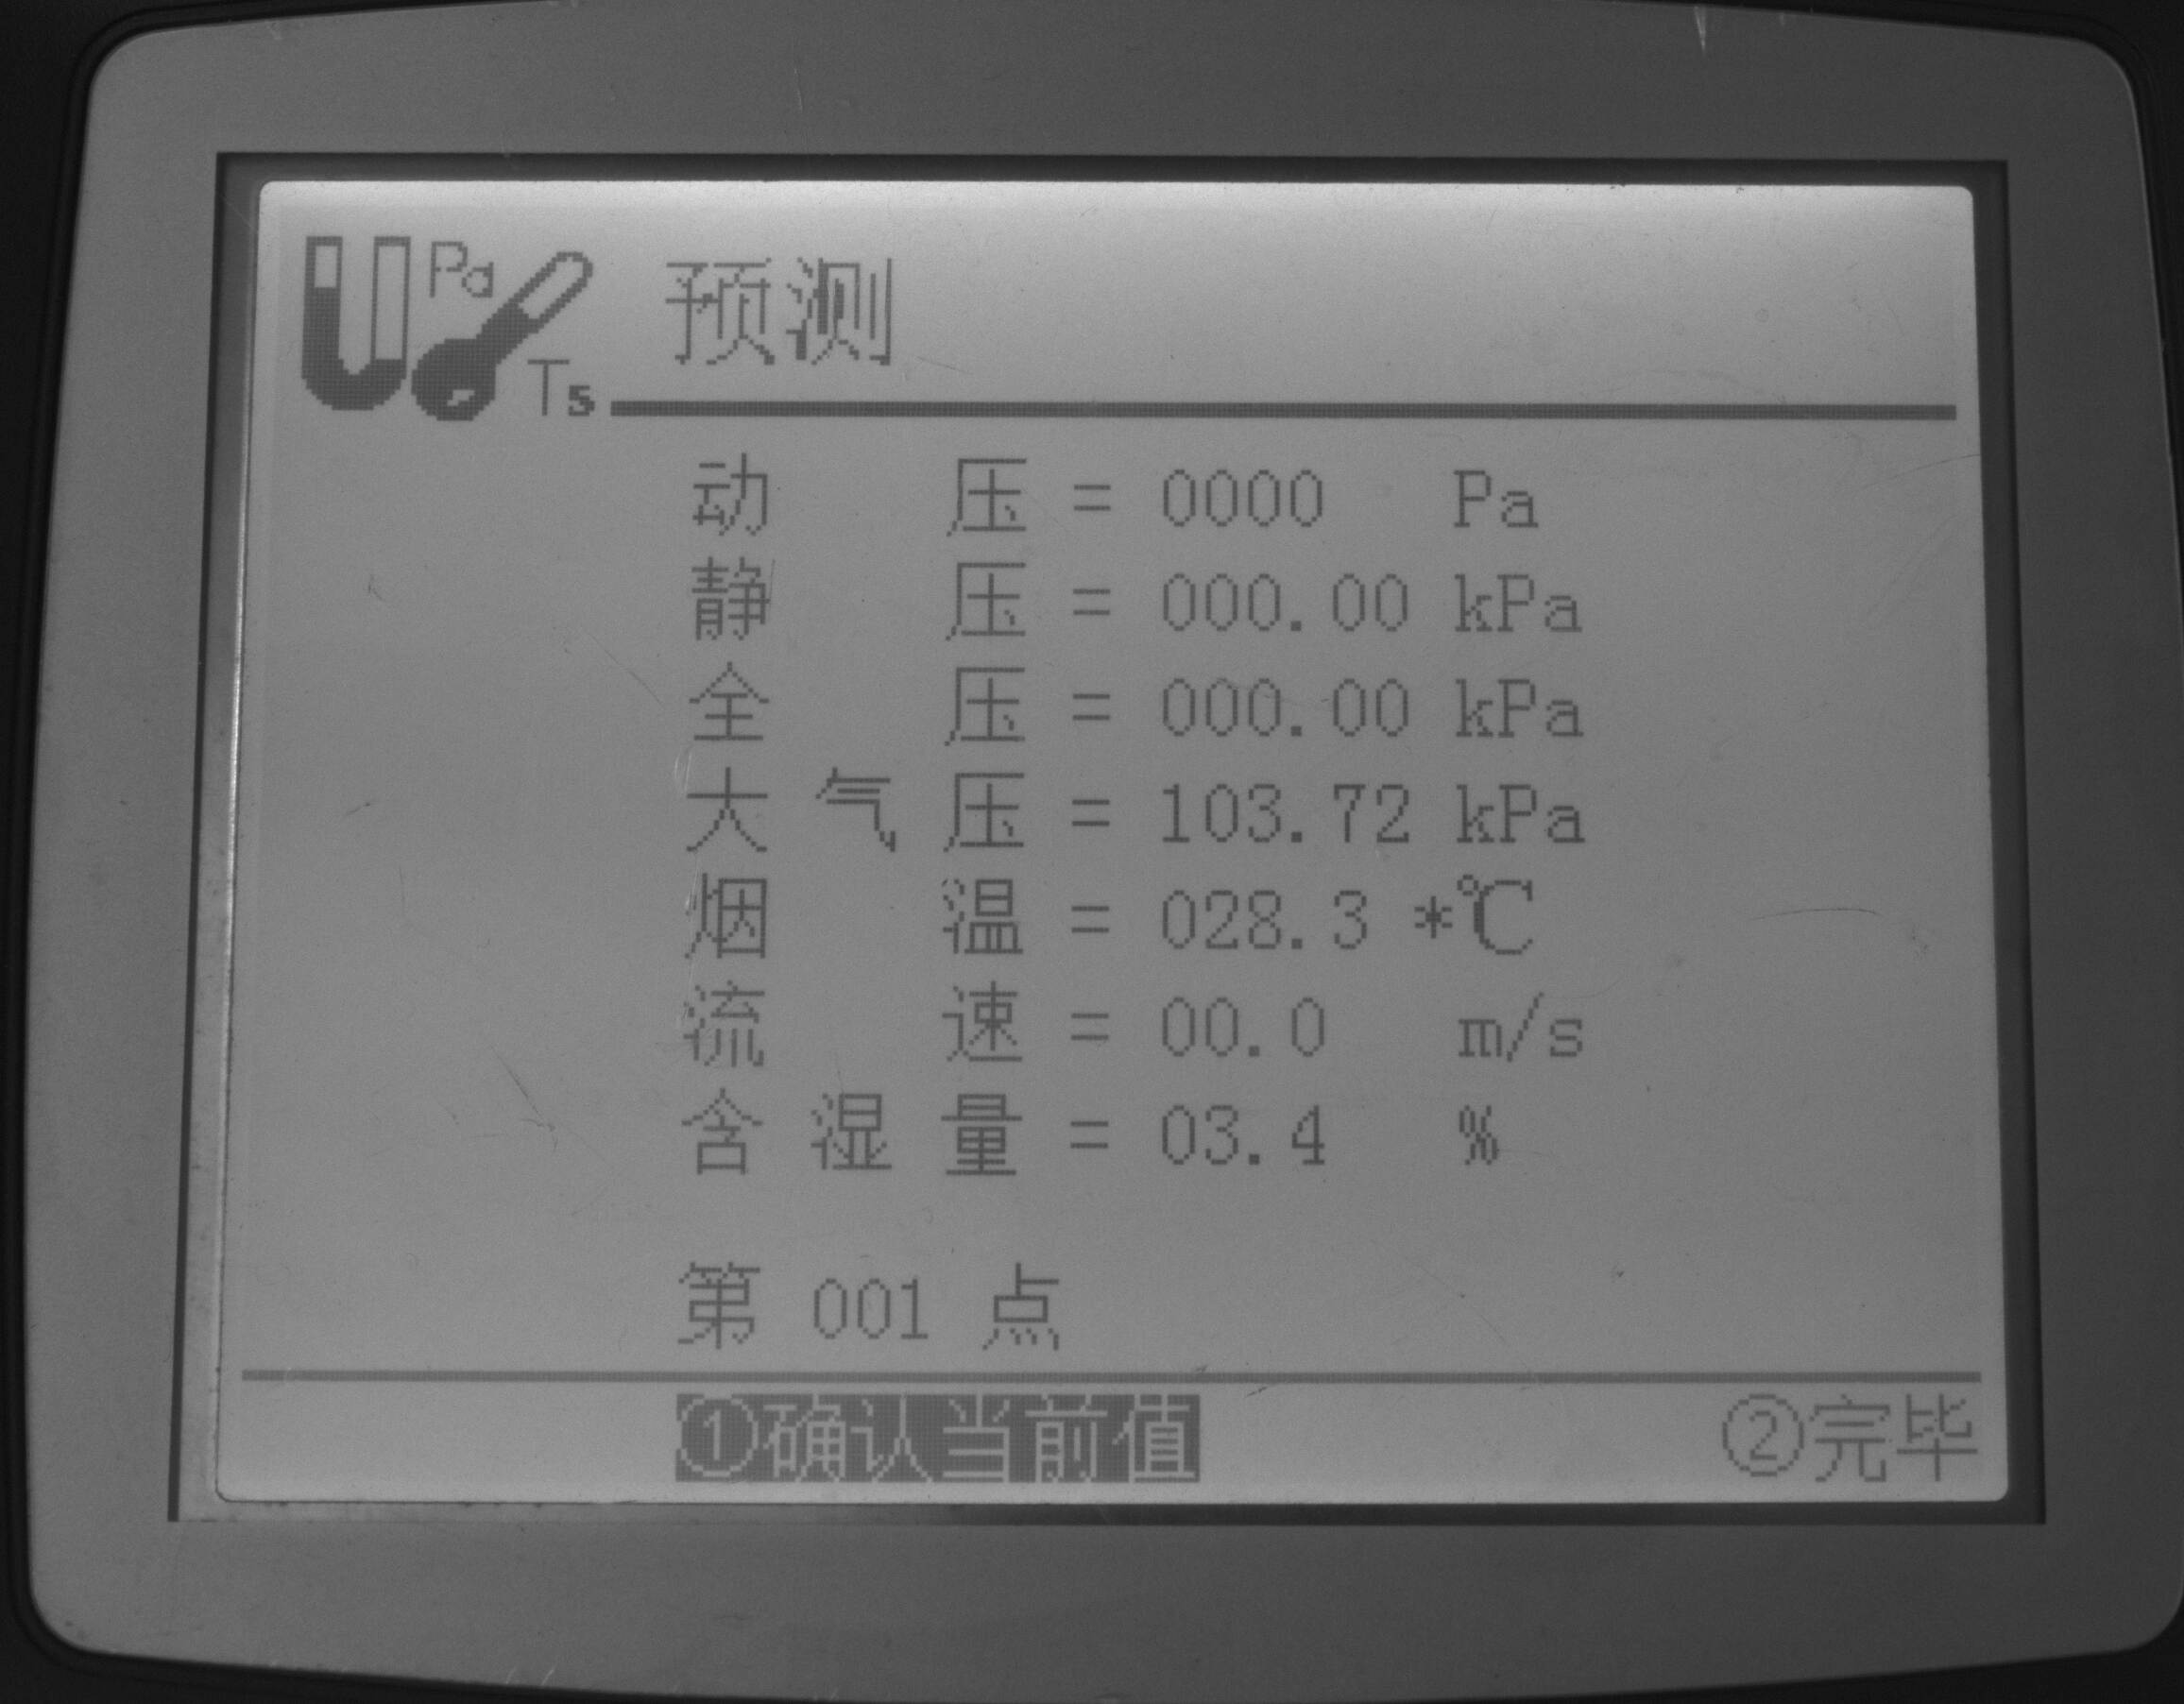 Pa
Ts
预测
动压 = 0000 Pa
静压 = 000.00 kPa
全压 = 000.00 kPa
大气压 = 103.72 kPa
烟温 = 028.3 *℃
流速 = 00.0 m/s
含湿量 = 03.4 %
第 001 点
①确认当前值 ②完毕